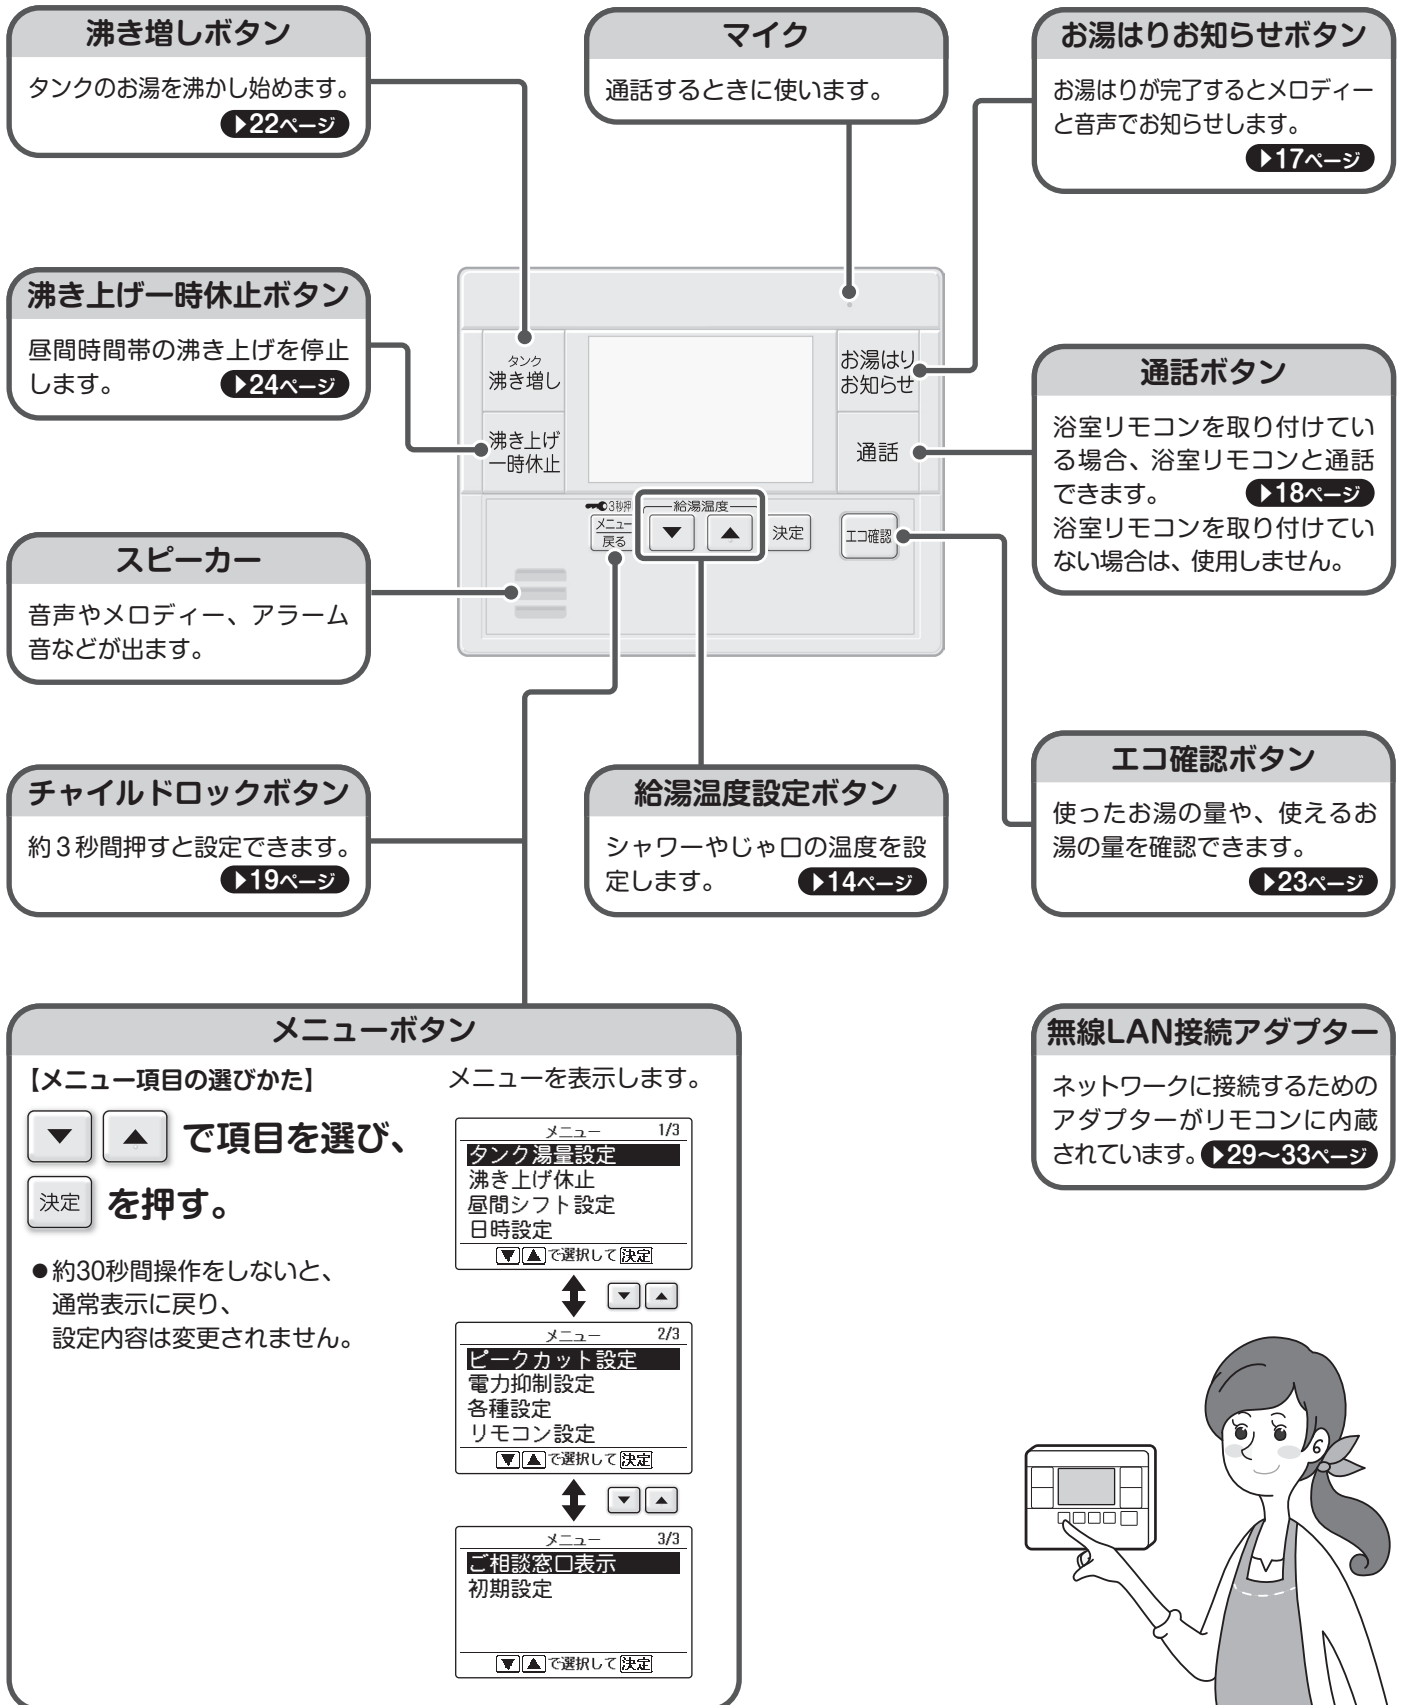 沸き増しボタン
タンクのお湯を沸かし始めます。
▶22ページ
マイク
通話するときに使います。
お湯はりお知らせボタン
お湯はりが完了するとメロディー
と音声でお知らせします。
▶17ページ
沸き上げ一時休止ボタン
昼間時間帯の沸き上げを停止
します。 ▶24ページ
タンク
沸き増し
沸き上げ
一時休止
お湯はり
お知らせ
通話
3秒押
メニュー
戻る
給湯温度
▼ ▲
決定
エコ確認
通話ボタン
浴室リモコンを取り付けてい
る場合、浴室リモコンと通話
できます。 ▶18ページ
浴室リモコンを取り付けてい
ない場合は、使用しません。
スピーカー
音声やメロディー、アラーム
音などが出ます。
チャイルドロックボタン
約3秒間押すと設定できます。
▶19ページ
給湯温度設定ボタン
シャワーやじゃ口の温度を設
定します。 ▶14ページ
エコ確認ボタン
使ったお湯の量や、使えるお
湯の量を確認できます。
▶23ページ
メニューボタン
【メニュー項目の選びかた】
▼ ▲ で項目を選び、
決定 を押す。
●約30秒間操作をしないと、
通常表示に戻り、
設定内容は変更されません。
メニューを表示します。
メニュー 1/3
タンク湯量設定
沸き上げ休止
昼間シフト設定
日時設定
▼▲で選択して決定
▼ ▲
メニュー 2/3
ピークカット設定
電力抑制設定
各種設定
リモコン設定
▼▲で選択して決定
▼ ▲
メニュー 3/3
ご相談窓口表示
初期設定
▼▲で選択して決定
無線LAN接続アダプター
ネットワークに接続するための
アダプターがリモコンに内蔵
されています。▶29～33ページ